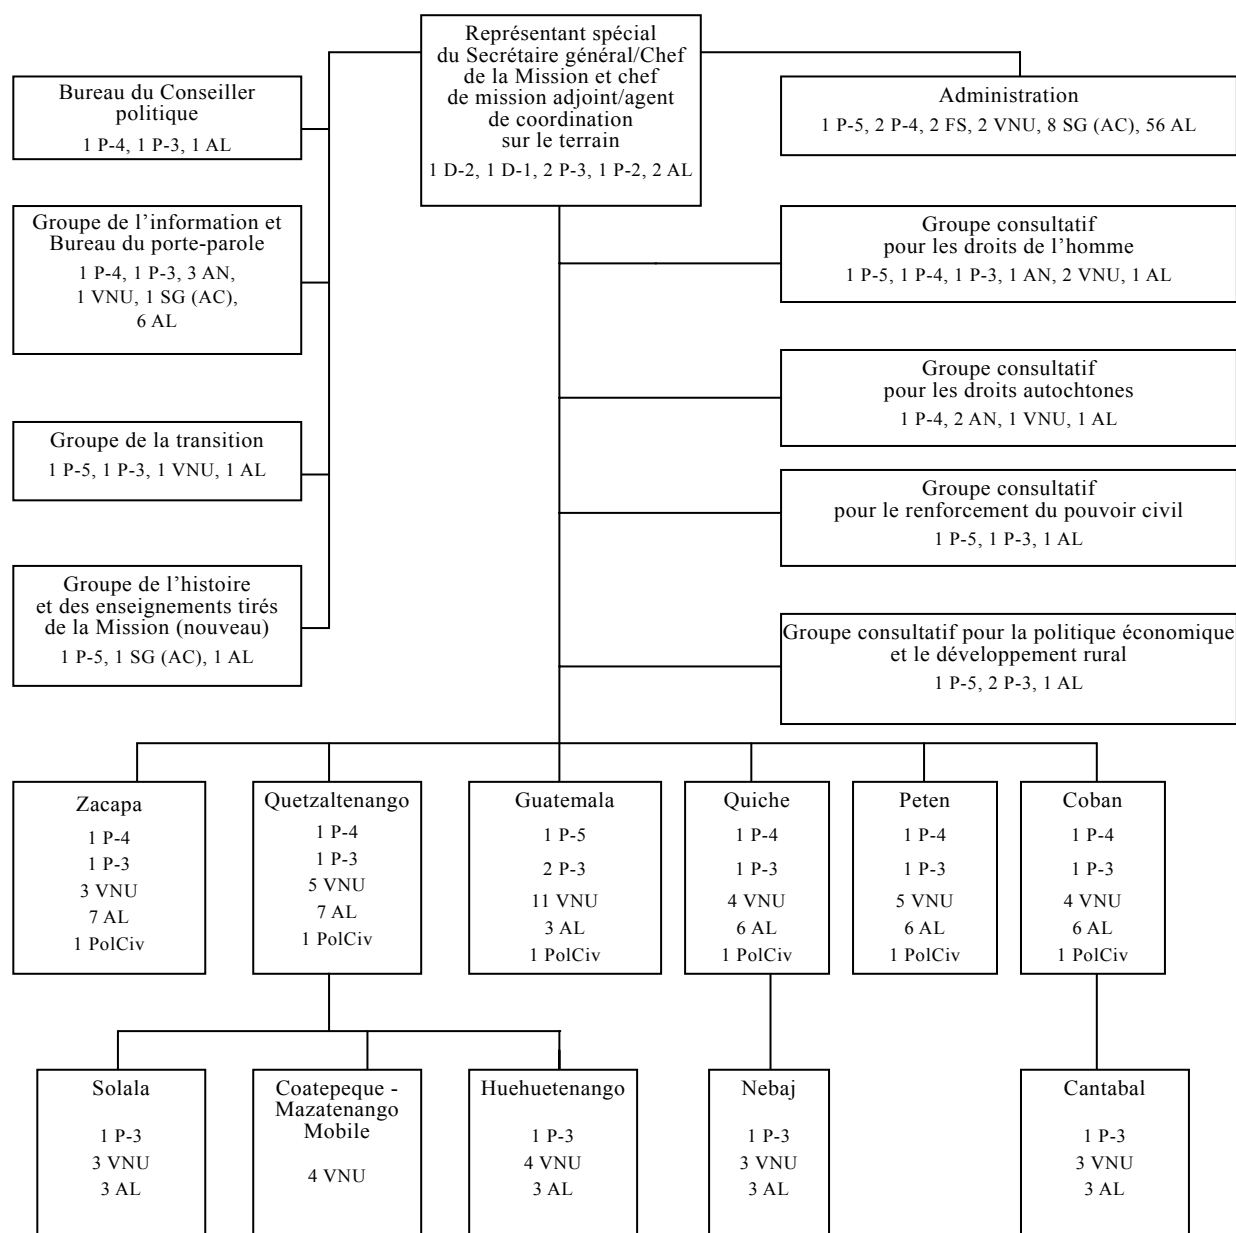 Représentant spécial
du Secrétaire général/Chef
de la Mission et chef
de mission adjoint/agent
de coordination
sur le terrain
1 D-2, 1 D-1, 2 P-3, 1 P-2, 2 AL
Bureau du Conseiller
politique
1 P-4, 1 P-3, 1 AL
Groupe de l’information et
Bureau du porte-parole
1 P-4, 1 P-3, 3 AN,
1 VNU, 1 SG (AC),
6 AL
Groupe de la transition
1 P-5, 1 P-3, 1 VNU, 1 AL
Groupe de l’histoire
et des enseignements tirés
de la Mission (nouveau)
1 P-5, 1 SG (AC), 1 AL
Administration
1 P-5, 2 P-4, 2 FS, 2 VNU, 8 SG (AC), 56 AL
Groupe consultatif
pour les droits de l’homme
1 P-5, 1 P-4, 1 P-3, 1 AN, 2 VNU, 1 AL
Groupe consultatif
pour les droits autochtones
1 P-4, 2 AN, 1 VNU, 1 AL
Groupe consultatif
pour le renforcement du pouvoir civil
1 P-5, 1 P-3, 1 AL
Groupe consultatif pour la politique économique
et le développement rural
1 P-5, 2 P-3, 1 AL
Zacapa
1 P-4
1 P-3
3 VNU
7 AL
1 PolCiv
Quetzaltenango
1 P-4
1 P-3
5 VNU
7 AL
1 PolCiv
Guatemala
1 P-5
2 P-3
11 VNU
3 AL
1 PolCiv
Quiche
1 P-4
1 P-3
4 VNU
6 AL
1 PolCiv
Peten
1 P-4
1 P-3
5 VNU
6 AL
1 PolCiv
Coban
1 P-4
1 P-3
4 VNU
6 AL
1 PolCiv
Solala
1 P-3
3 VNU
3 AL
Coatepeque -
Mazatenango
Mobile
4 VNU
Huehuetenango
1 P-3
4 VNU
3 AL
Nebaj
1 P-3
3 VNU
3 AL
Cantabal
1 P-3
3 VNU
3 AL